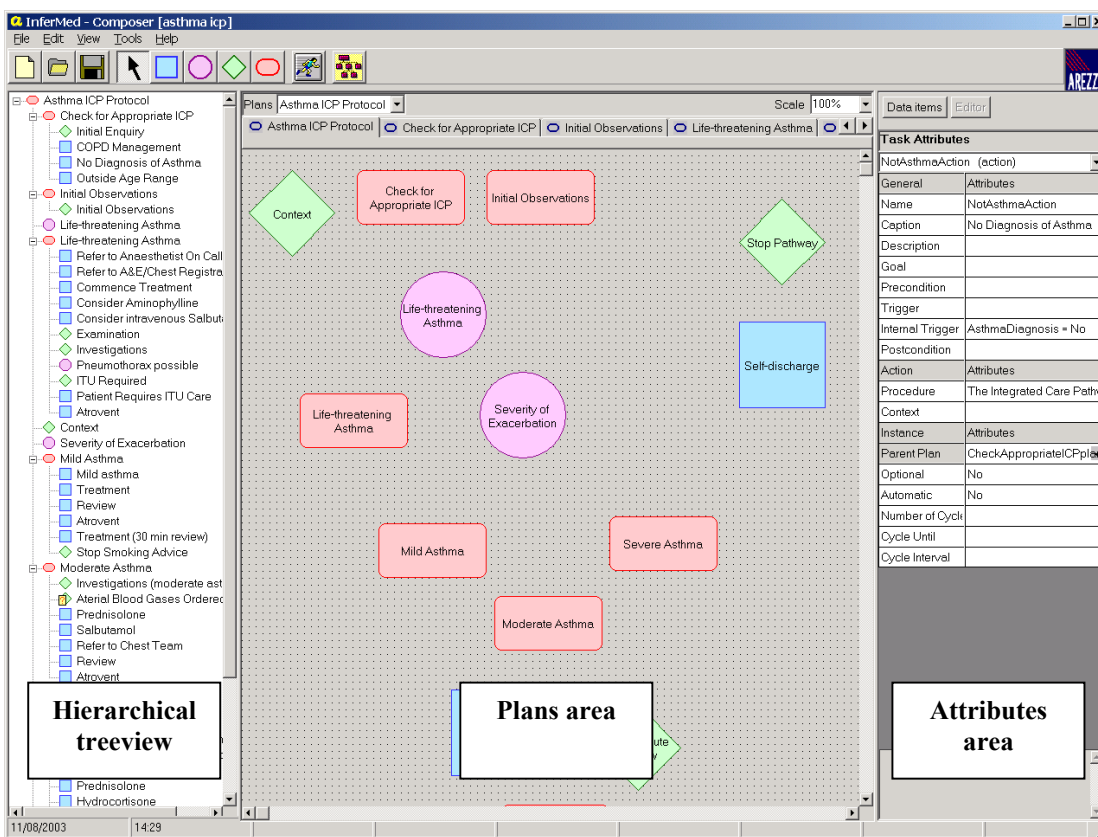 InferMed - Composer [asthma icp]
File Edit View Tools Help
AREZZ
Asthma ICP Protocol
Check for Appropriate ICP
Initial Enquiry
COPD Management
No Diagnosis of Asthma
Outside Age Range
Initial Observations
Initial Observations
Life-threatening Asthma
Life-threatening Asthma
Refer to Anaesthetist On Call
Refer to A&E/Chest Registra
Commence Treatment
Consider Aminophylline
Consider intravenous Salbut
Examination
Investigations
Pneumothorax possible
ITU Required
Patient Requires ITU Care
Atrovent
Context
Severity of Exacerbation
Mild Asthma
Mild asthma
Treatment
Review
Atrovent
Treatment (30 min review)
Stop Smoking Advice
Moderate Asthma
Investigations (moderate ast
Aterial Blood Gases Ordered
Prednisolone
Salbutamol
Refer to Chest Team
Review
Atrovent
Hierarchical
treeview
Prednisolone
Hydrocortisone
Plans Asthma ICP Protocol Scale 100%
Asthma ICP Protocol Check for Appropriate ICP Initial Observations Life-threatening Asthma
Context
Check for
Appropriate ICP
Initial Observations
Stop Pathway
Life-threatening
Asthma
Self-discharge
Severity of
Exacerbation
Life-threatening
Asthma
Mild Asthma
Severe Asthma
Moderate Asthma
Plans area
ute
y
Data items Editor
Task Attributes
NotAsthmaAction (action)
General Attributes
Name NotAsthmaAction
Caption No Diagnosis of Asthma
Description
Goal
Precondition
Trigger
Internal Trigger AsthmaDiagnosis = No
Postcondition
Action Attributes
Procedure The Integrated Care Pathw
Context
Instance Attributes
Parent Plan CheckAppropriateICPpla
Optional No
Automatic No
Number of Cycle
Cycle Until
Cycle Interval
Attributes
area
11/08/2003 14:29